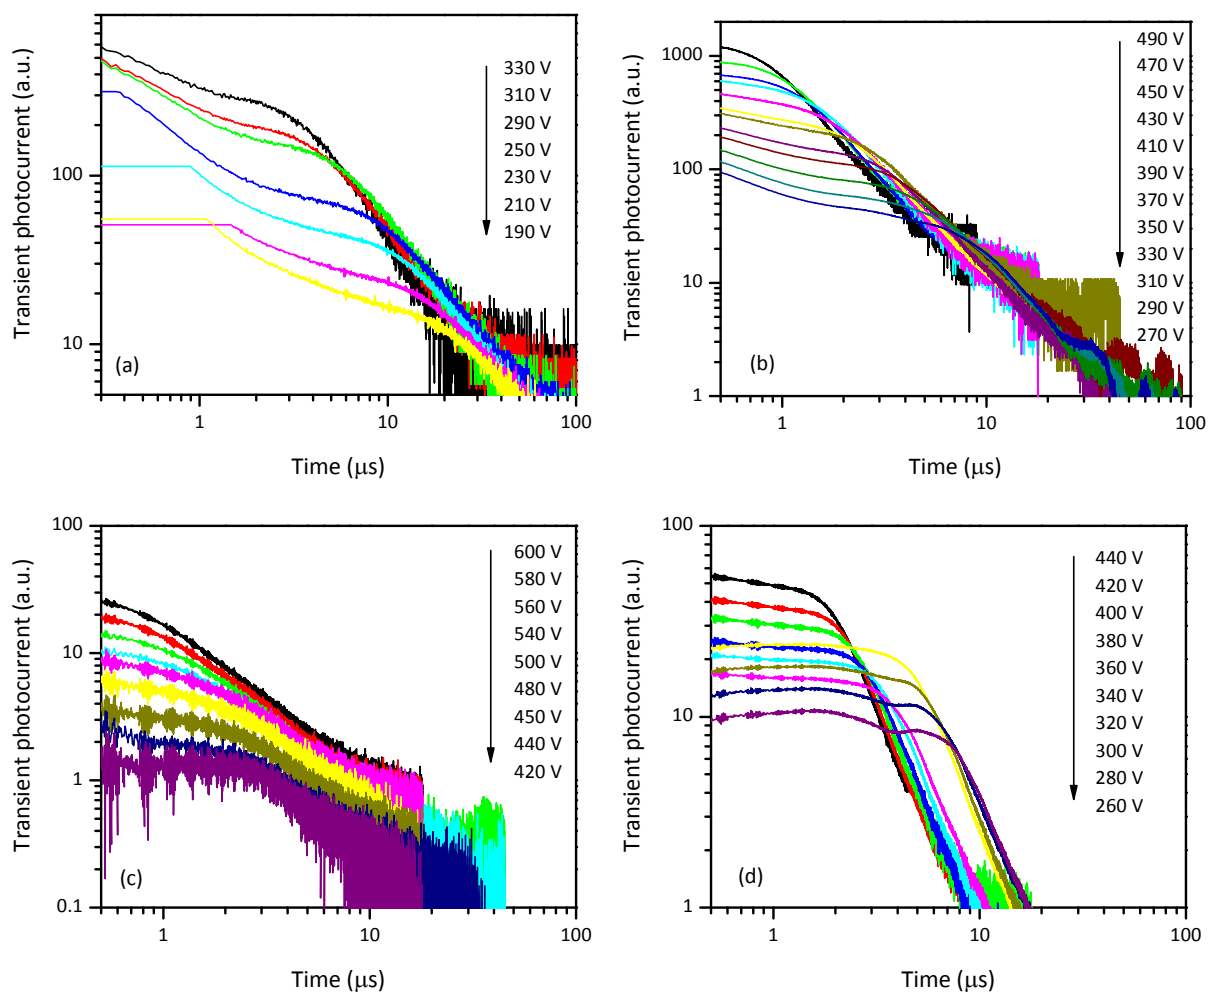 Transient photocurrent (a.u.)
100
10
330 V
310 V
290 V
250 V
230 V
210 V
190 V
(a)
1
10
100
Time (μs)
Transient photocurrent (a.u.)
1000
100
10
1
490 V
470 V
450 V
430 V
410 V
390 V
370 V
350 V
330 V
310 V
290 V
270 V
(b)
1
10
100
Time (μs)
Transient photocurrent (a.u.)
100
10
1
0.1
600 V
580 V
560 V
540 V
500 V
480 V
450 V
440 V
420 V
(c)
1
10
100
Time (μs)
Transient photocurrent (a.u.)
100
10
1
440 V
420 V
400 V
380 V
360 V
340 V
320 V
300 V
280 V
260 V
(d)
1
10
100
Time (μs)